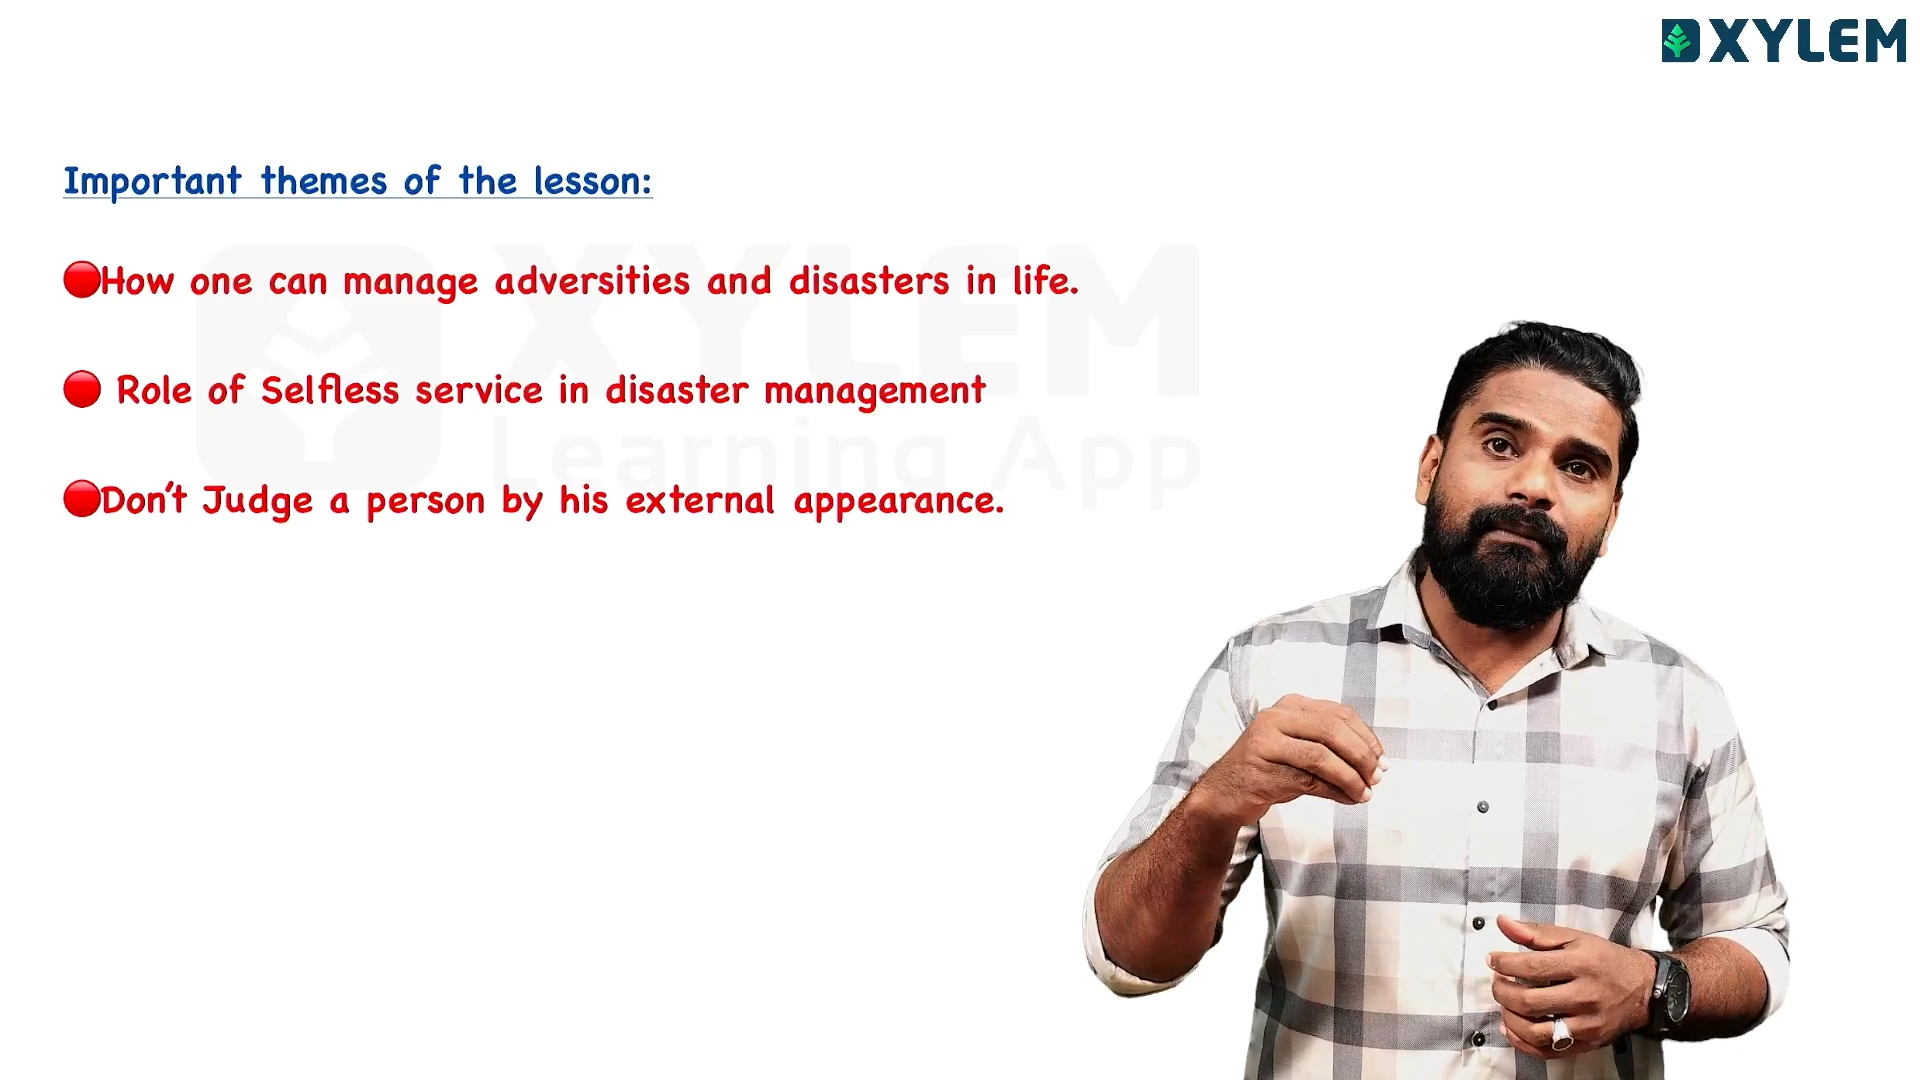 XYLEM
Important themes of the lesson:
How one can manage adversities and disasters in life.
Role of Selfless service in disaster management
Don't Judge a person by his external appearance.
XYLEM
Learning App